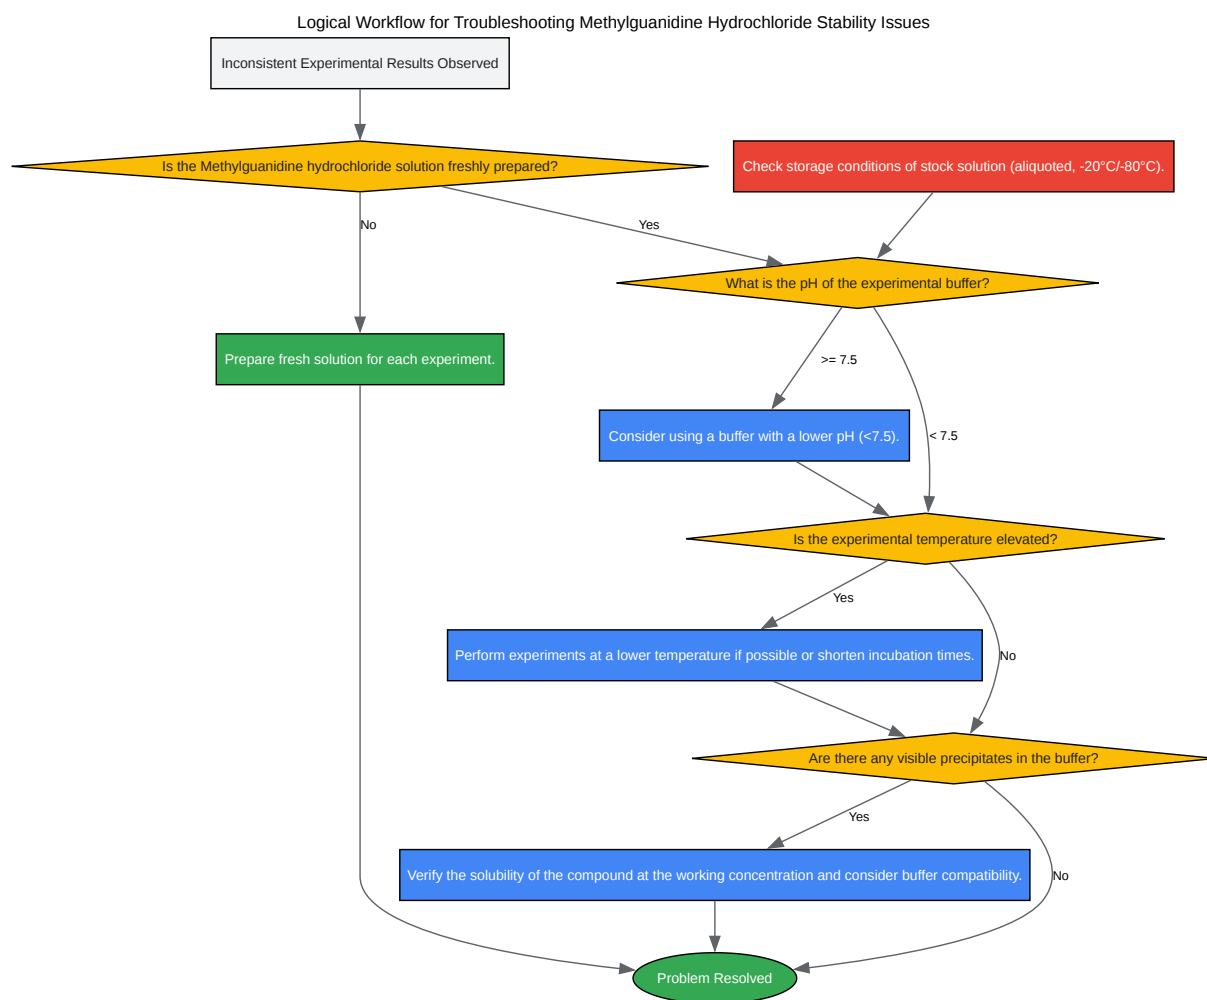 Logical Workflow for Troubleshooting Methylguanidine Hydrochloride Stability Issues
Inconsistent Experimental Results Observed
Is the Methylguanidine hydrochloride solution freshly prepared?
Check storage conditions of stock solution (aliquoted, -20°C/-80°C).
No
Yes
What is the pH of the experimental buffer?
Prepare fresh solution for each experiment.
>= 7.5
Consider using a buffer with a lower pH (<7.5).
< 7.5
Is the experimental temperature elevated?
Yes
Perform experiments at a lower temperature if possible or shorten incubation times.
No
Are there any visible precipitates in the buffer?
Yes
Verify the solubility of the compound at the working concentration and consider buffer compatibility.
No
Problem Resolved